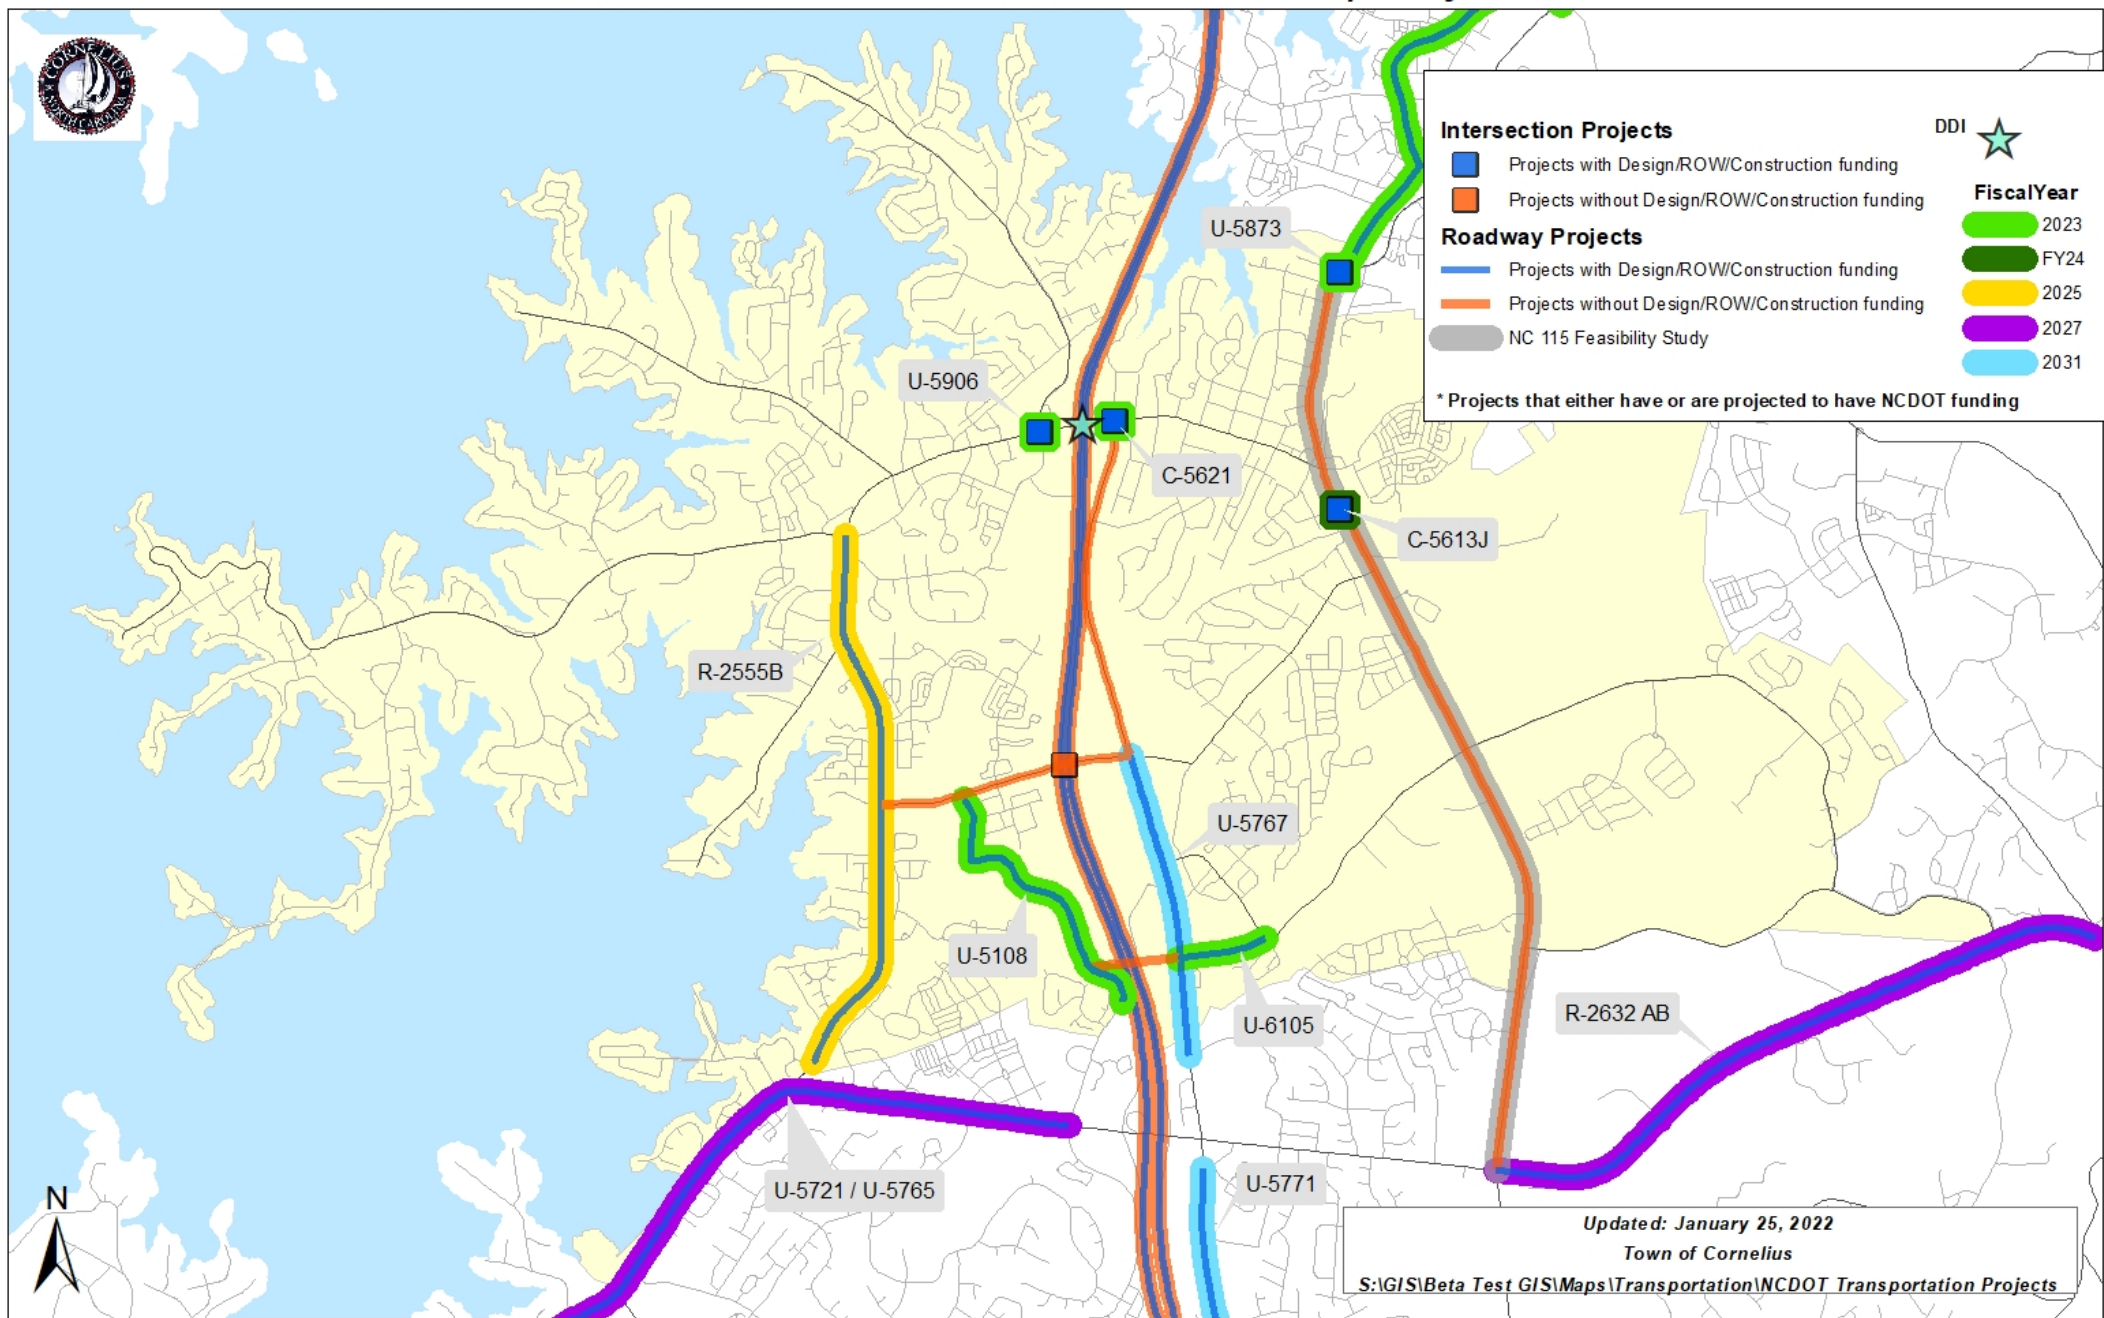 CORNELIUS
NORTH CAROLINA
Intersection Projects
Projects with Design/ROW/Construction funding
Projects without Design/ROW/Construction funding
Roadway Projects
Projects with Design/ROW/Construction funding
Projects without Design/ROW/Construction funding
NC 115 Feasibility Study
DDI
FiscalYear
2023
FY24
2025
2027
2031
* Projects that either have or are projected to have NCDOT funding
U-5873
U-5906
C-5621
C-5613J
R-2555B
U-5767
U-5108
U-6105
R-2632 AB
U-5721 / U-5765
U-5771
N
Updated: January 25, 2022
Town of Cornelius
S:\GIS\Beta Test GIS\Maps\Transportation\NCDOT Transportation Projects